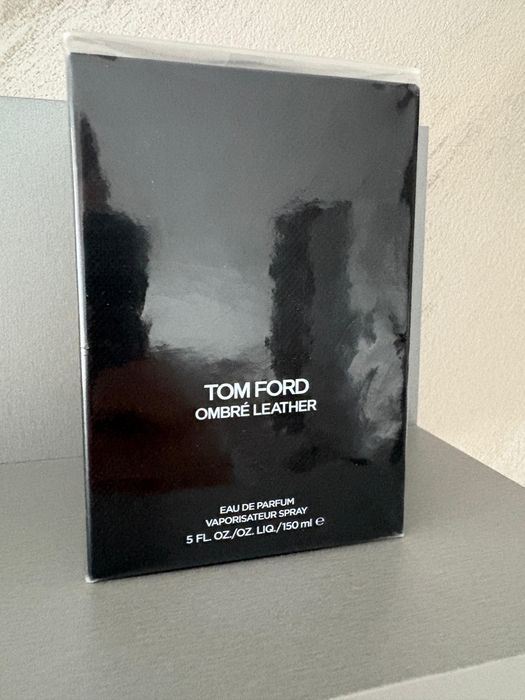 TOM FORD
OMBRÉ LEATHER
EAU DE PARFUM
VAPORISATEUR SPRAY
5 FL. OZ./OZ. LIQ./150 ml ℮